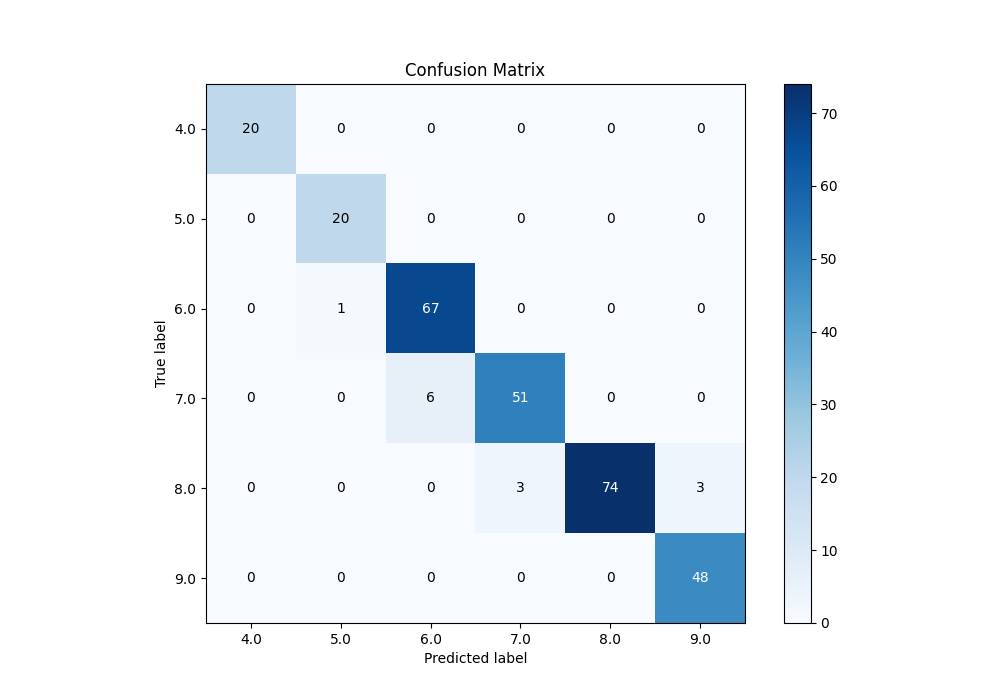 Confusion Matrix
4.0 20 0 0 0 0 0
5.0 0 20 0 0 0 0
6.0 0 1 67 0 0 0
7.0 0 0 6 51 0 0
8.0 0 0 0 3 74 3
9.0 0 0 0 0 0 48
4.0 5.0 6.0 7.0 8.0 9.0
Predicted label
True label
70
60
50
40
30
20
10
0